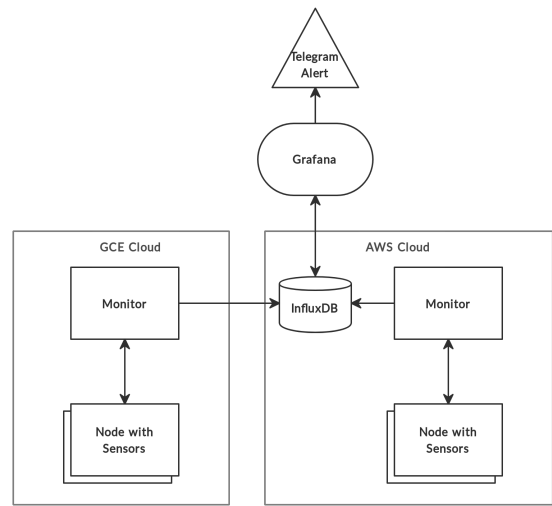 Telegram
Alert
Grafana
GCE Cloud
AWS Cloud
Monitor
InfluxDB
Monitor
Node with
Sensors
Node with
Sensors